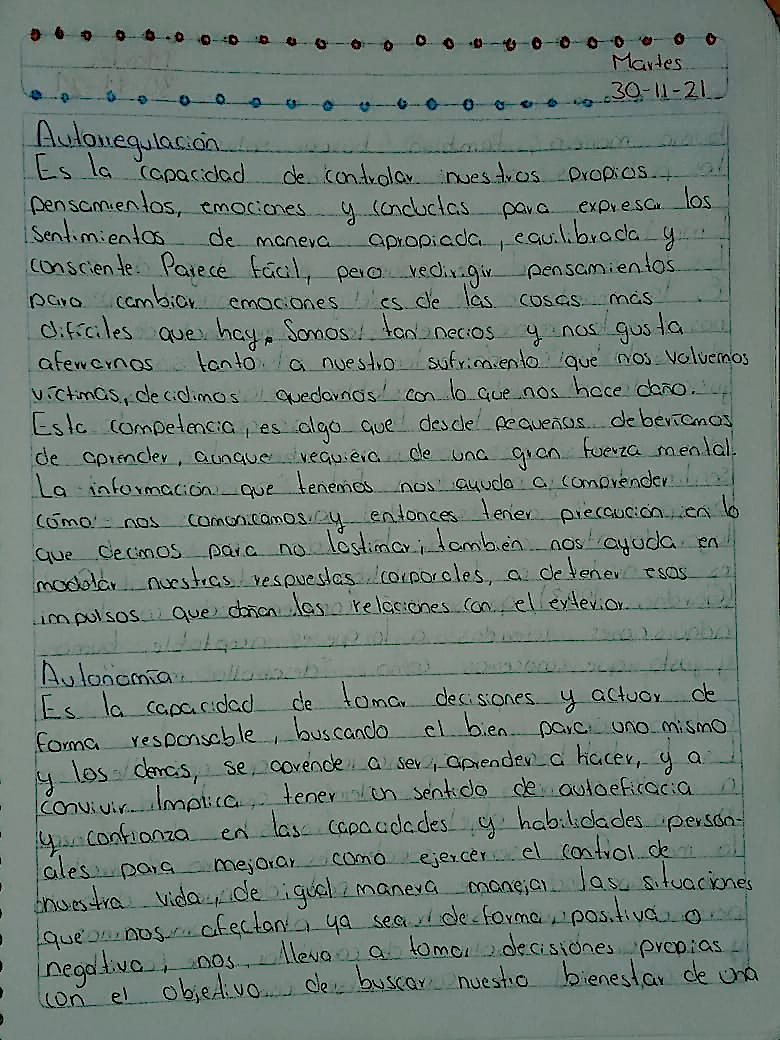 Martes
30-11-21
Autorregulación
Es la capacidad de controlar nuestros propios
pensamientos, emociones y conductas para expresar los
sentimientos de manera apropiada, equilibrada y
consciente. Parece fácil, pero redirigir pensamientos
para cambiar emociones es de las cosas más
difíciles que hay. Somos tan necios y nos gusta
aferrarnos tanto a nuestro sufrimiento que nos volvemos
víctimas, decidimos quedarnos con lo que nos hace daño.
Esta competencia, es algo que desde pequeños deberíamos
de aprender, aunque requiera de una gran fuerza mental.
La información que tenemos nos ayuda a comprender
cómo nos comunicamos y entonces tener precaución en lo
que decimos para no lastimar, también nos ayuda en
modular nuestras respuestas corporales, a detener esos
impulsos que dañan las relaciones con el exterior.
Autonomía
Es la capacidad de tomar decisiones y actuar de
forma responsable, buscando el bien para uno mismo
y los demás, se aprende a ser, aprender a hacer, y a
convivir. Implica tener un sentido de autoeficacia
y confianza en las capacidades y habilidades person-
ales para mejorar como ejercer el control de
nuestra vida, de igual manera manejar las situaciones
que nos afectan, ya sea de forma positiva o
negativa, nos lleva a tomar decisiones propias
con el objetivo de buscar nuestro bienestar de una